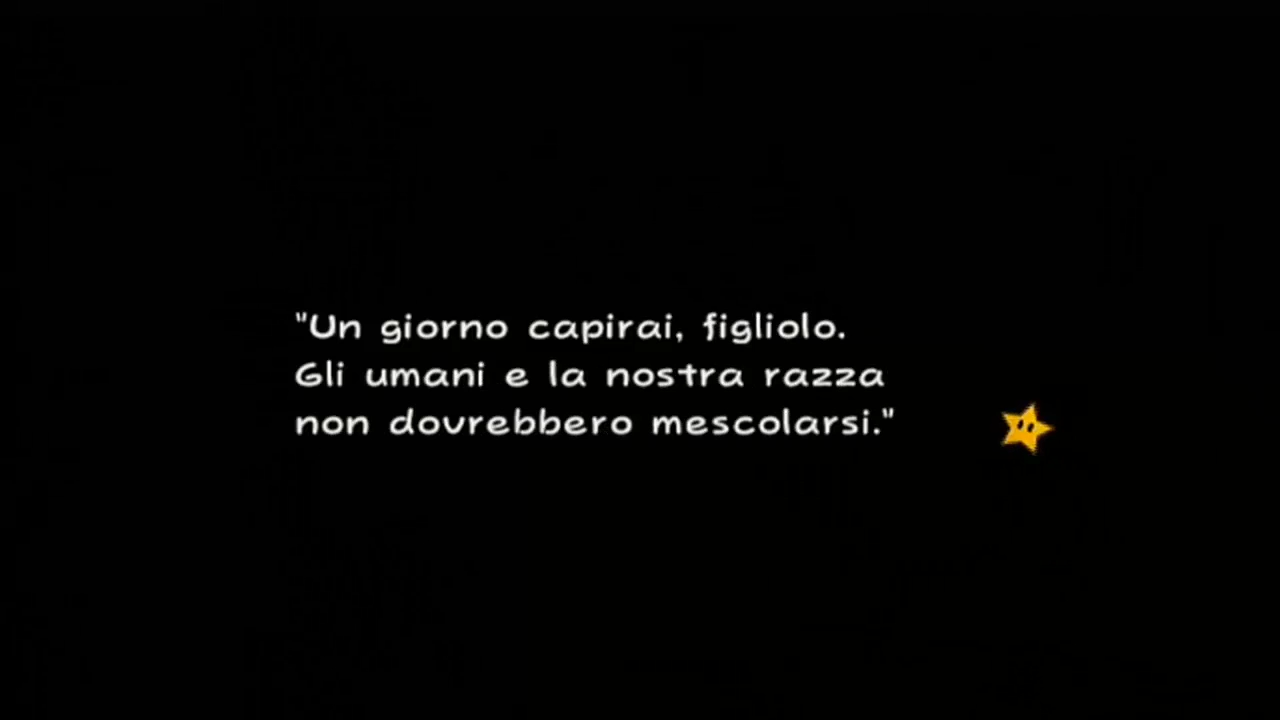 "Un giorno capirai, figliolo.
Gli umani e la nostra razza
non dovrebbero mescolarsi."